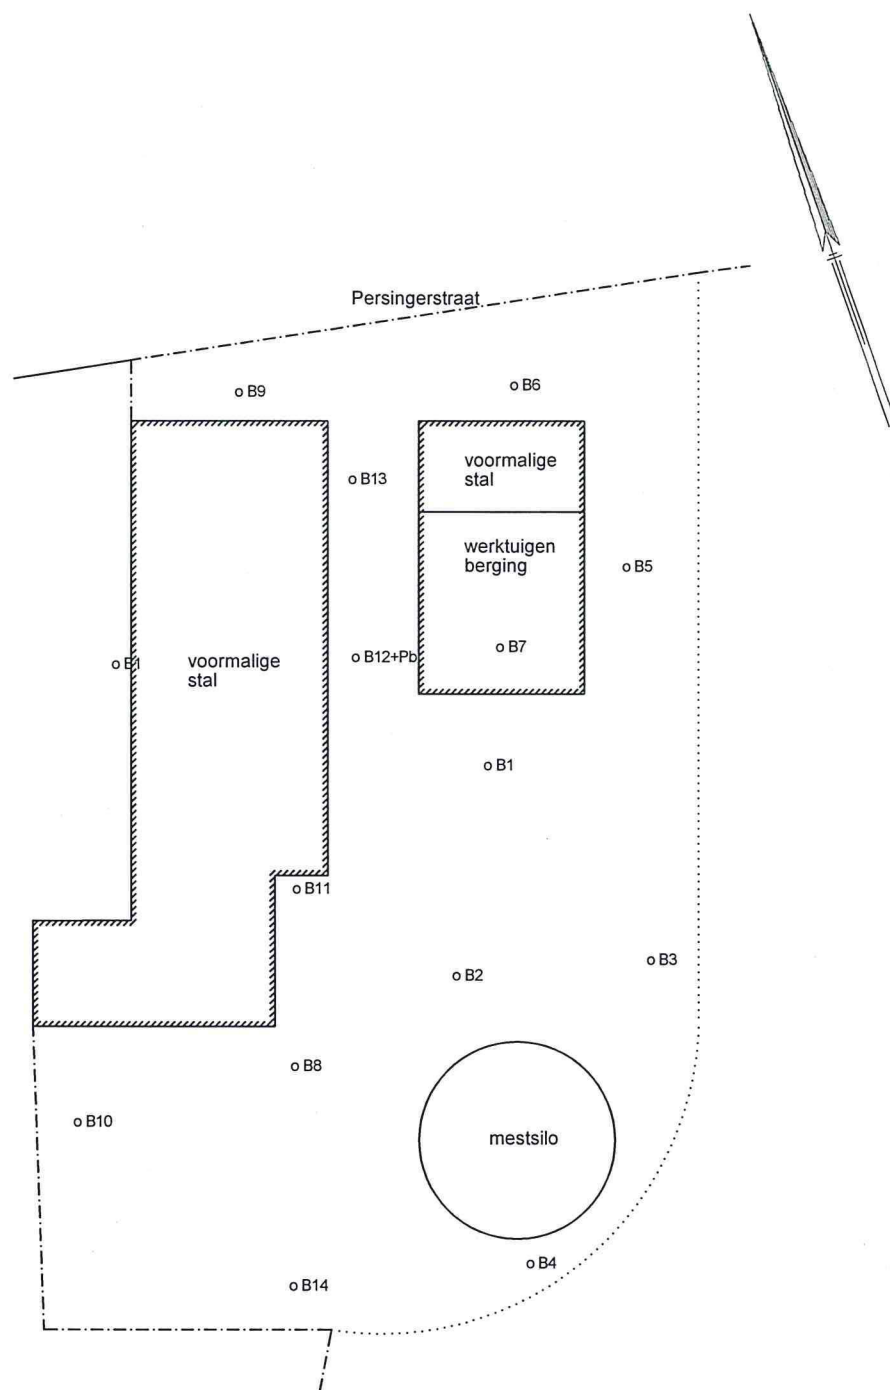 Persingerstraat
B9
B6
voormalige
stal
B13
werktuigen
berging
B5
B7
B12+Pb
B1
voormalige
stal
B1
B11
B3
B2
B8
B10
mestsilo
B4
B14